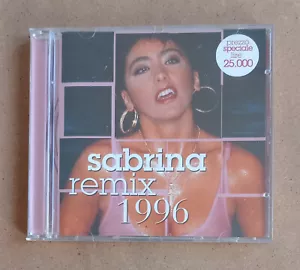 prezzo
speciale
lire
25.000
sabrina
remix
1996